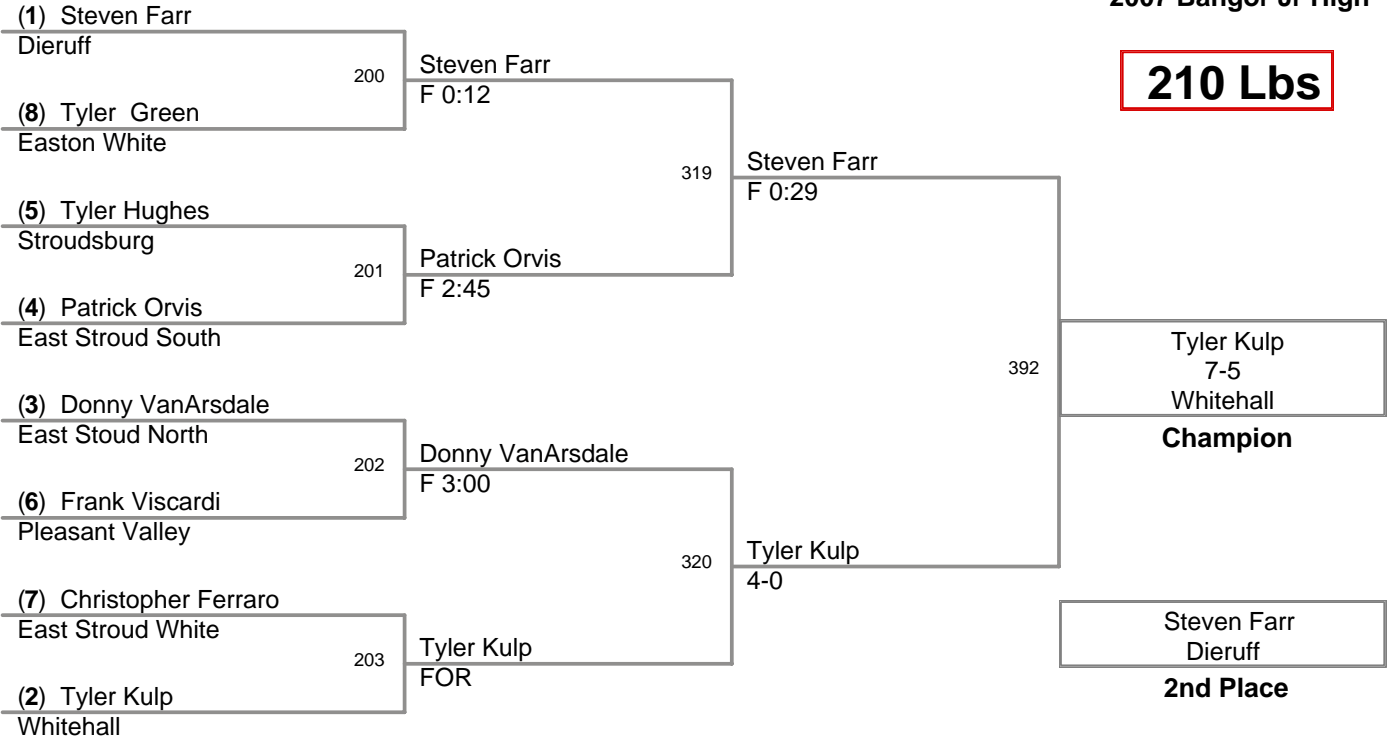 2007 Bangor Jr High
210 Lbs
(1) Steven Farr
Dieruff
200
(8) Tyler Green
Easton White
Steven Farr
F 0:12
(5) Tyler Hughes
Stroudsburg
201
(4) Patrick Orvis
East Stroud South
Patrick Orvis
F 2:45
319
Steven Farr
F 0:29
(3) Donny VanArsdale
East Stoud North
202
(6) Frank Viscardi
Pleasant Valley
Donny VanArsdale
F 3:00
(7) Christopher Ferraro
East Stroud White
203
(2) Tyler Kulp
Whitehall
Tyler Kulp
FOR
320
Tyler Kulp
4-0
392
Tyler Kulp
7-5
Whitehall
Champion
Steven Farr
Dieruff
2nd Place